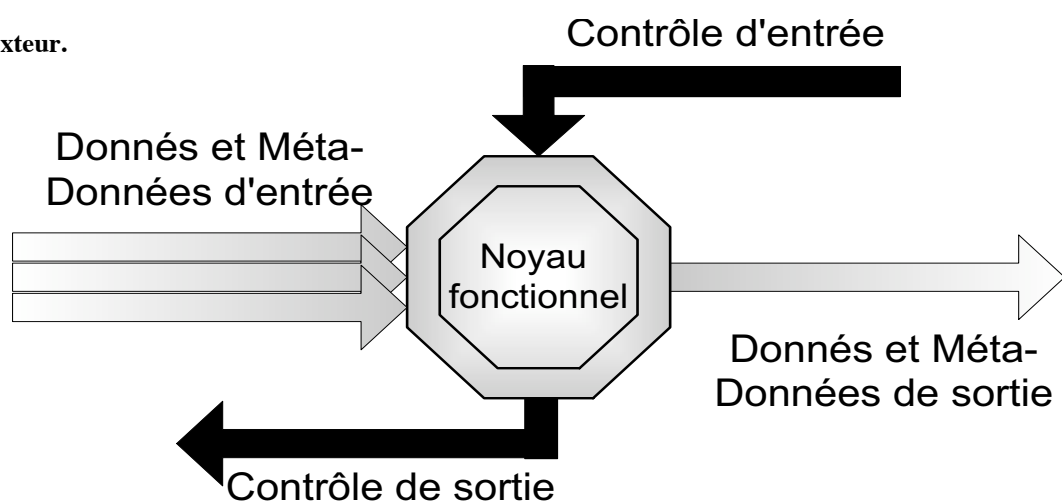 xteur.
Contrôle d'entrée
Donnés et Méta-
Données d'entrée
Noyau
fonctionnel
Donnés et Méta-
Données de sortie
Contrôle de sortie